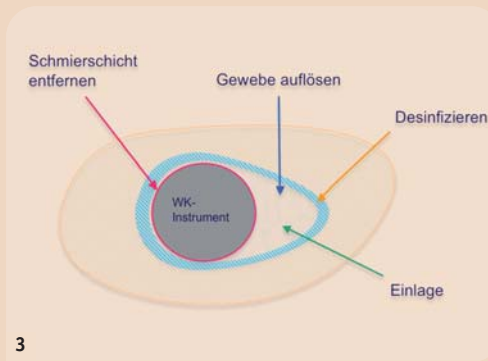 Schmierschicht
entfernen
Gewebe auflösen
Desinfizieren
WK-
Instrument
Einlage
3